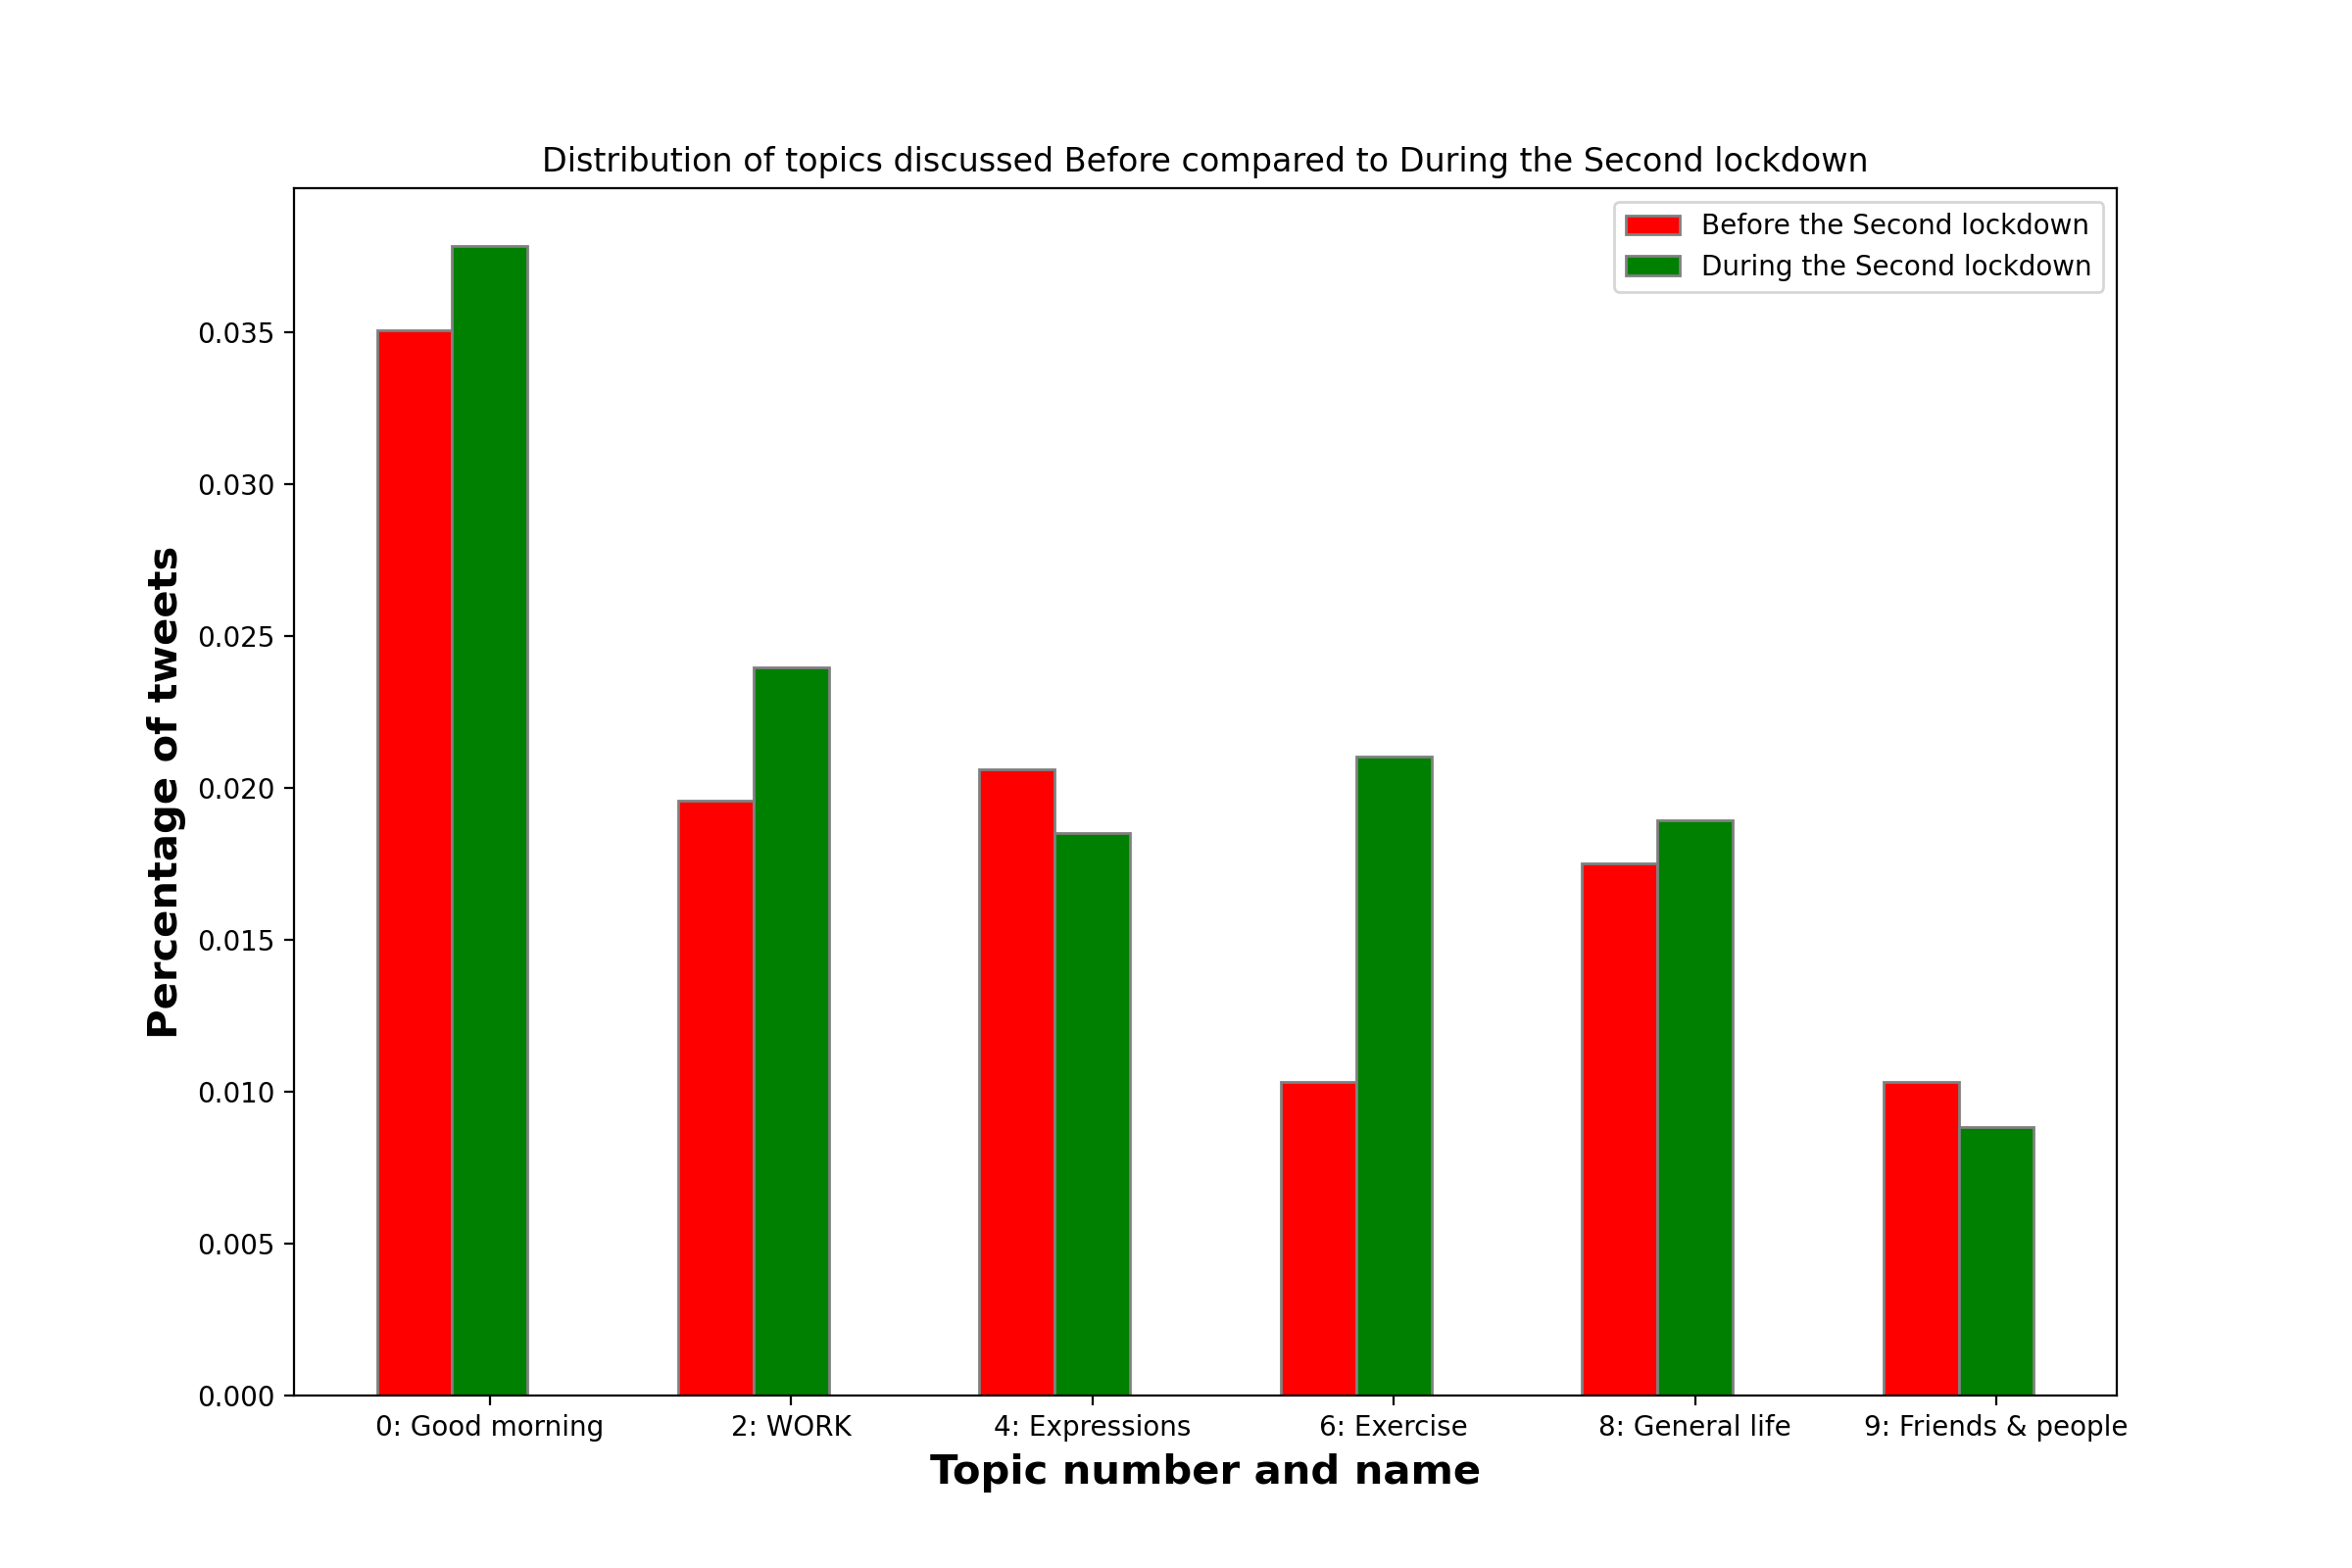 Distribution of topics discussed Before compared to During the Second lockdown
Before the Second lockdown
During the Second lockdown
Percentage of tweets
0.035
0.030
0.025
0.020
0.015
0.010
0.005
0.000
0: Good morning
2: WORK
4: Expressions
6: Exercise
8: General life
9: Friends & people
Topic number and name